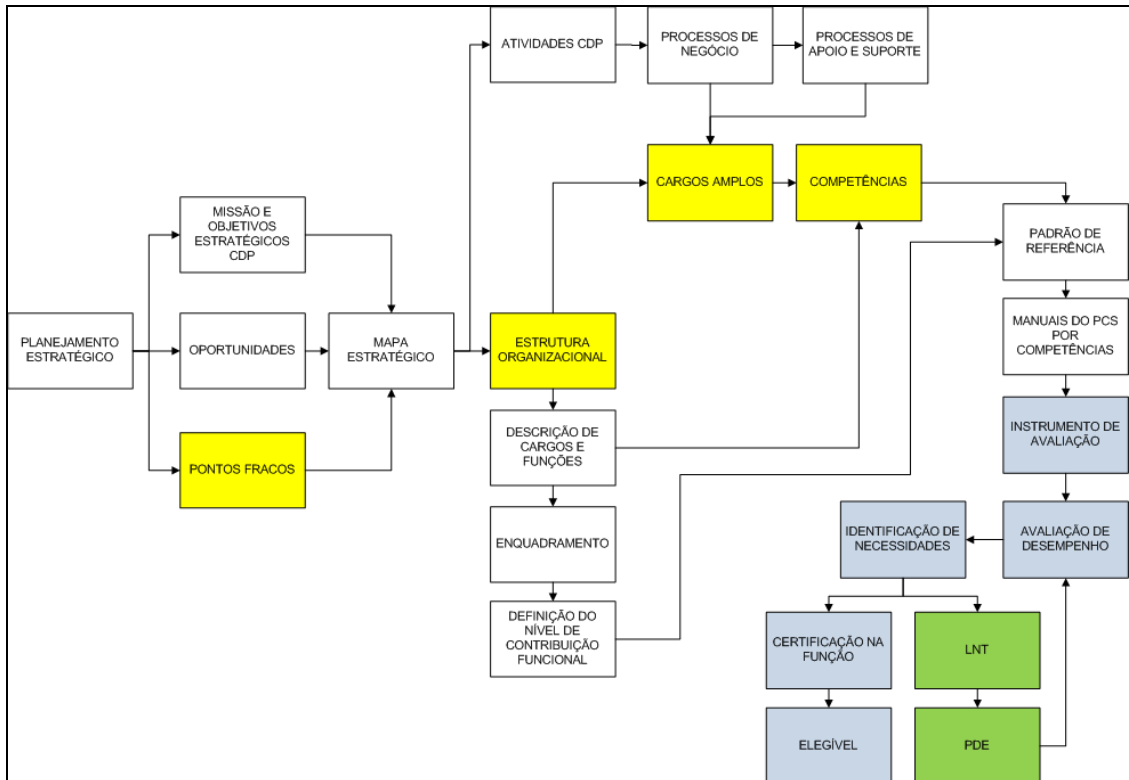 ATIVIDADES CDP
PROCESSOS DE
NEGÓCIO
PROCESSOS DE
APOIO E SUPORTE
CARGOS AMPLOS
COMPETÊNCIAS
MISSÃO E
OBJETIVOS
ESTRATÉGICOS
CDP
PADRÃO DE
REFERÊNCIA
PLANEJAMENTO
ESTRATÉGICO
OPORTUNIDADES
MAPA
ESTRATÉGICO
ESTRUTURA
ORGANIZACIONAL
MANUAIS DO PCS
POR
COMPETÊNCIAS
PONTOS FRACOS
DESCRIÇÃO DE
CARGOS E
FUNÇÕES
INSTRUMENTO DE
AVALIAÇÃO
ENQUADRAMENTO
IDENTIFICAÇÃO DE
NECESSIDADES
AVALIAÇÃO DE
DESEMPENHO
DEFINIÇÃO DO
NÍVEL DE
CONTRIBUIÇÃO
FUNCIONAL
CERTIFICAÇÃO NA
FUNÇÃO
LNT
ELEGÍVEL
PDE